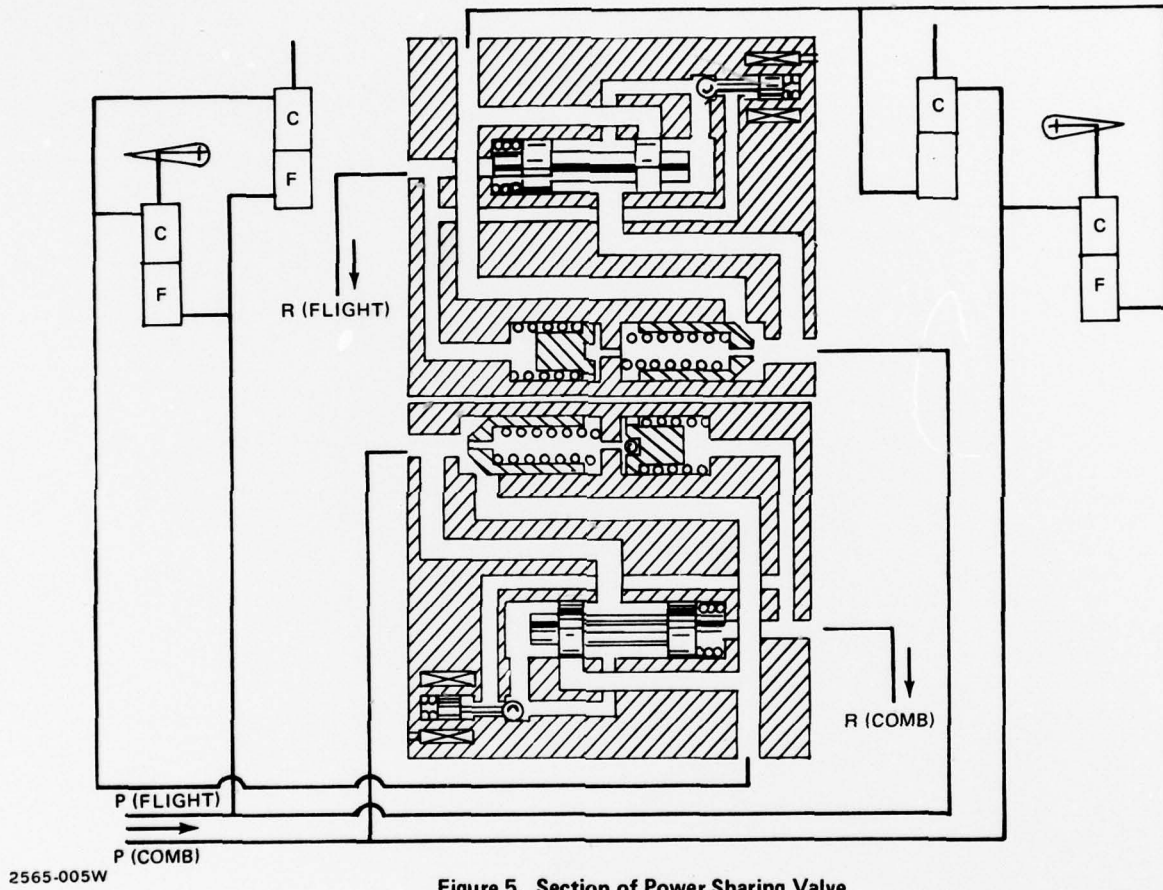 C
F
C
F
C
C
F
R (FLIGHT)
R (COMB)
P (FLIGHT)
P (COMB)
2565-005W
Figure 5. Section of Power Sharing Valve